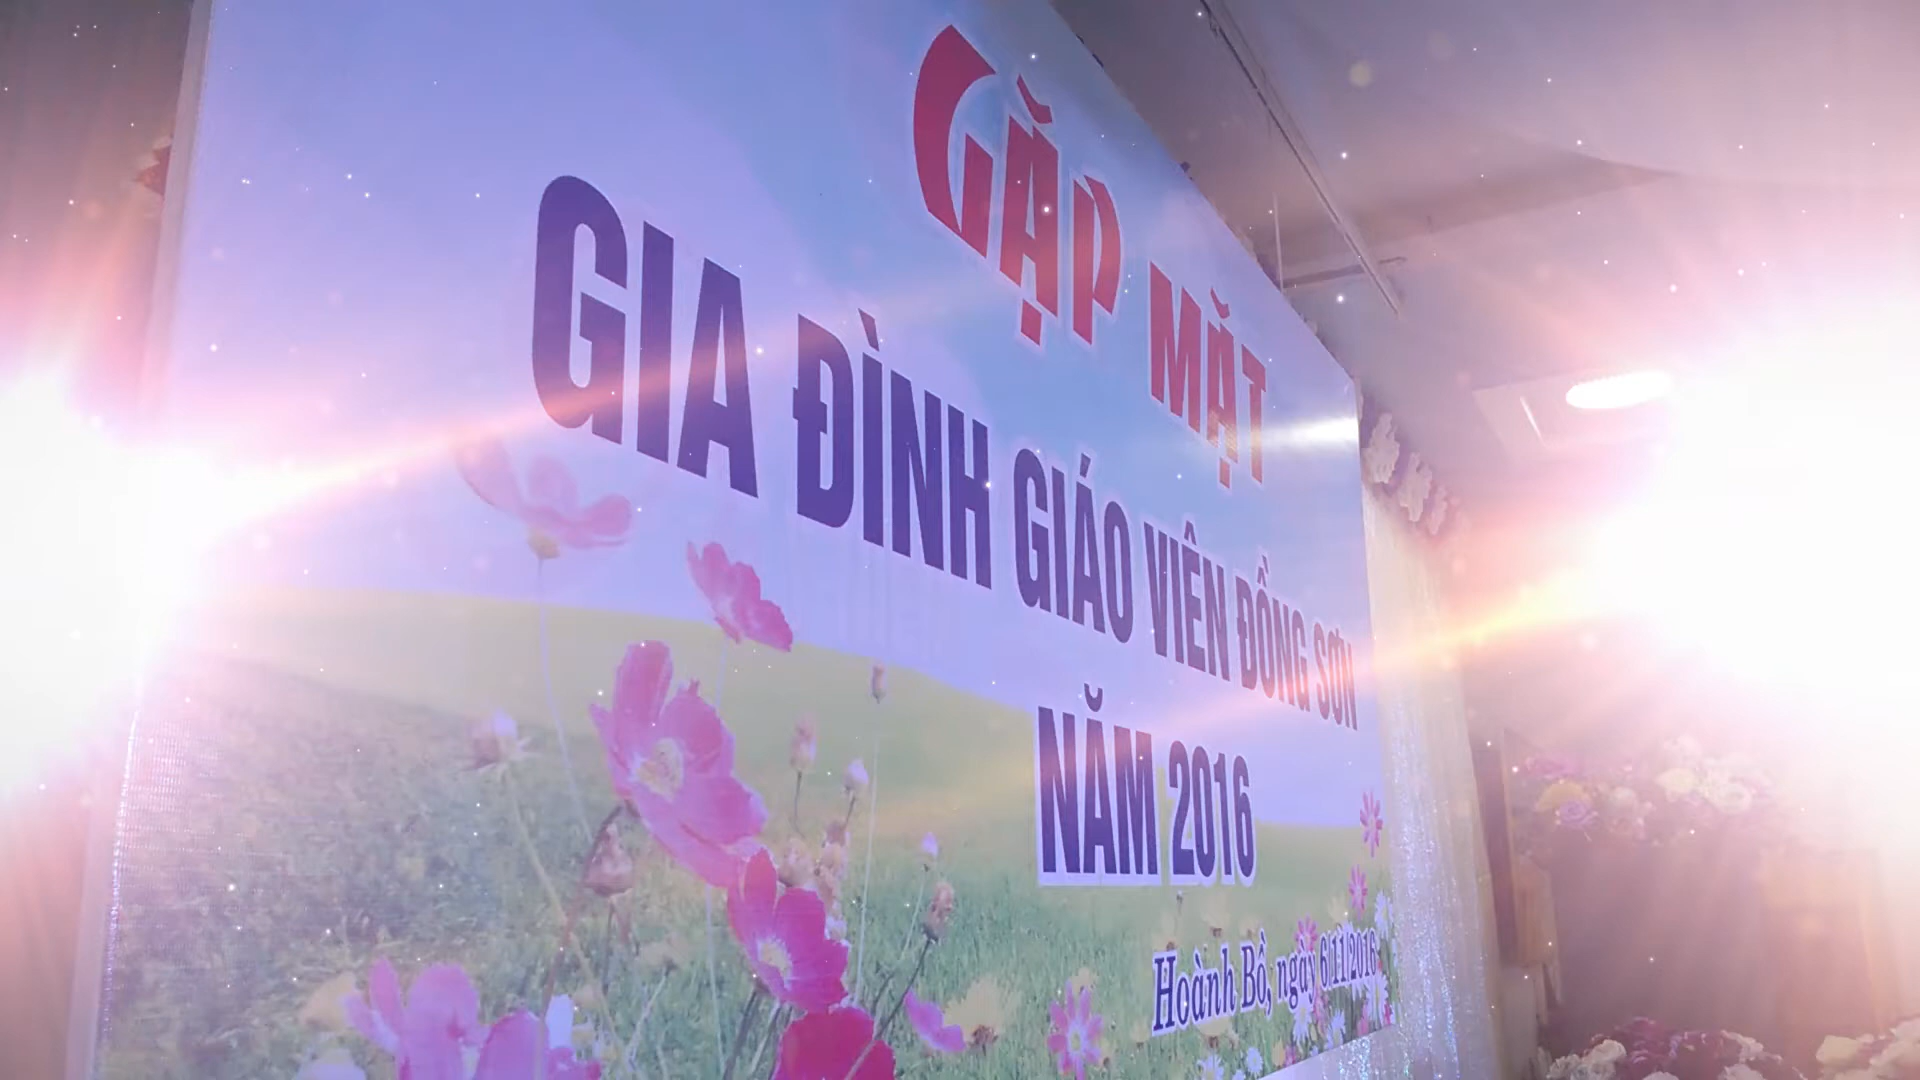 GẶP MẶT
GIA ĐÌNH GIÁO VIÊN ĐỒNG SƠN
NĂM 2016
Hoành Bồ, ngày 6/11/2016